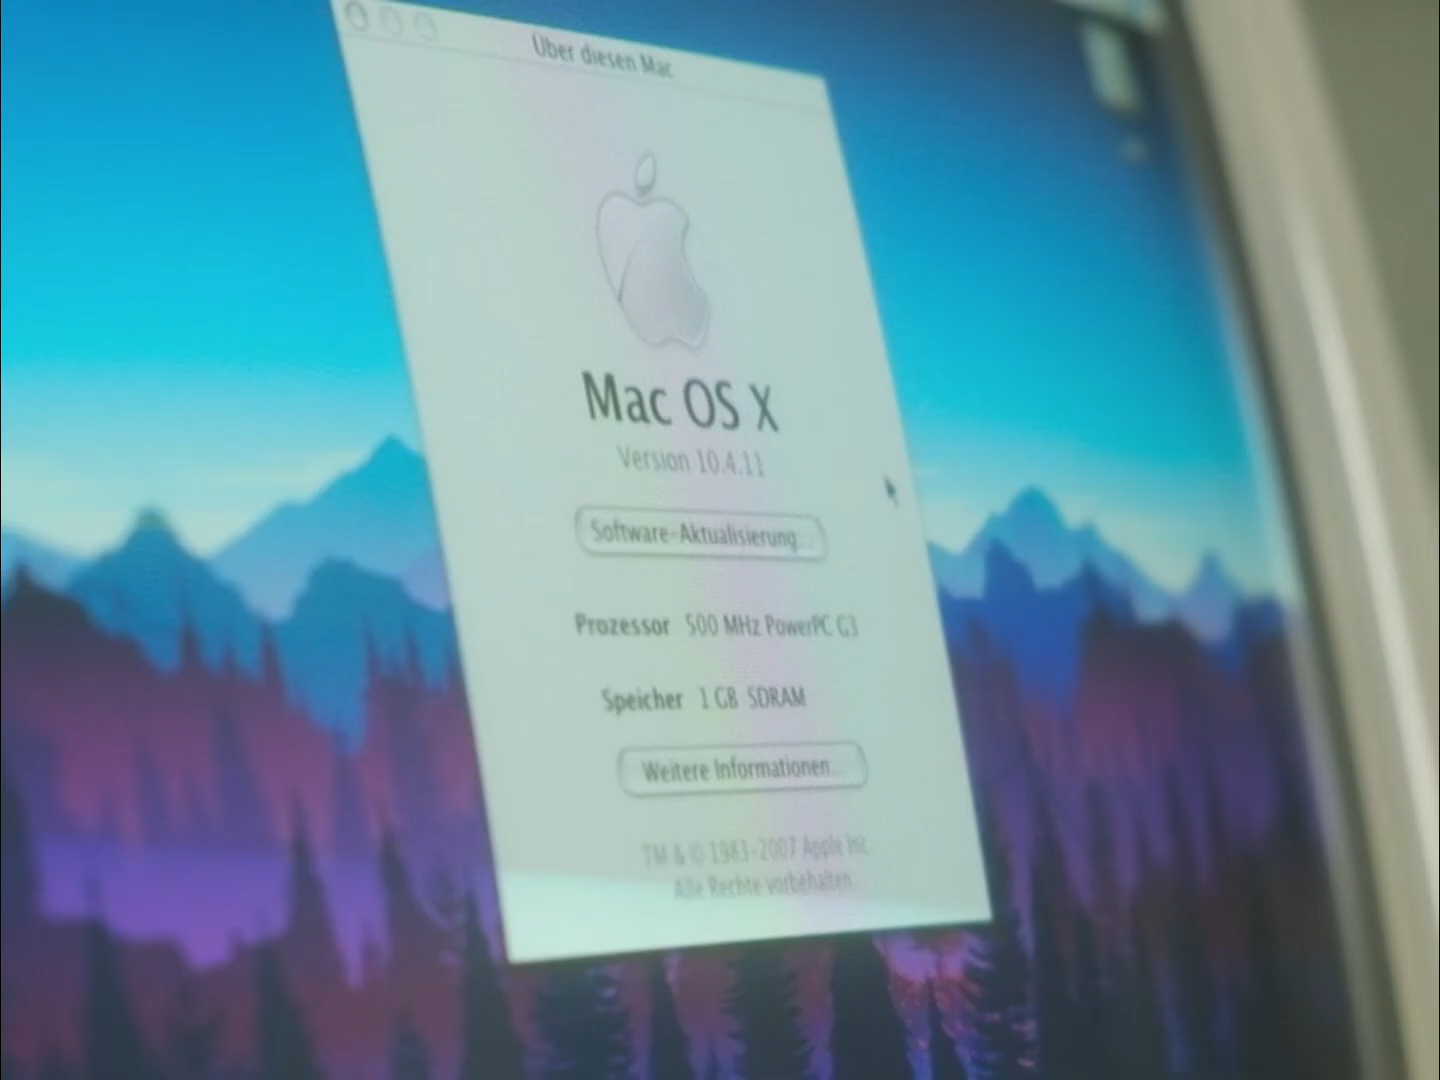 Über diesen Mac
Mac OS X
Version 10.4.11
Software-Aktualisierung...
Prozessor 500 MHz PowerPC G3
Speicher 1 GB SDRAM
Weitere Informationen...
TM & © 1983-2007 Apple Inc.
Alle Rechte vorbehalten.